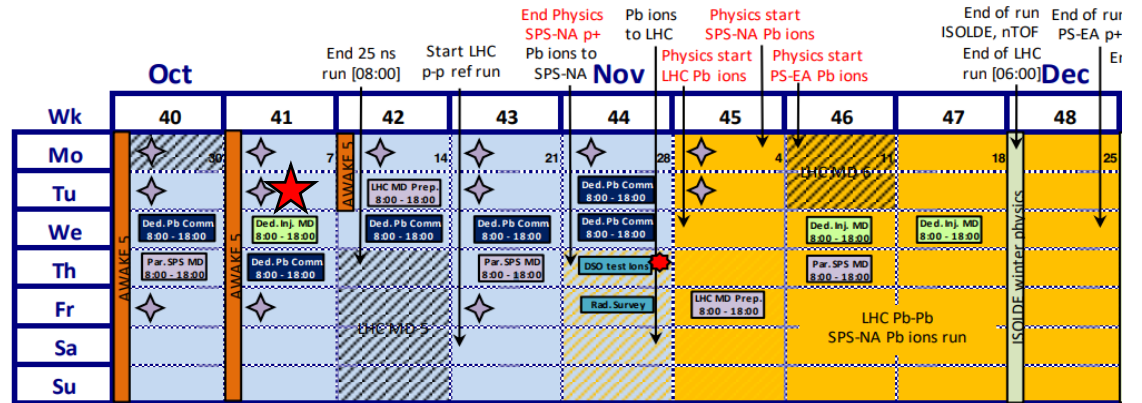 End Physics
SPS-NA p+
Pb ions to
SPS-NA
Pb ions
to LHC
Physics start
SPS-NA Pb ions
End of run
ISOLDE, nTOF
End of run
PS-EA p+
End 25 ns
run [08:00]
Start LHC
p-p ref run
Physics start
LHC Pb ions
Physics start
PS-EA Pb ions
End of LHC
run [06:00]
Oct
Nov
Dec
Wk 40 41 42 43 44 45 46 47 48
Mo 30 7 14 21 28 4 11 18 25
Tu
LHC MD Prep.
8:00 - 18:00
Ded. Pb Comm.
LHC MD 6
We
Ded. Pb Comm
8:00 - 18:00
Ded. Inj. MD
8:00 - 18:00
Ded. Pb Comm
8:00 - 18:00
Ded. Pb Comm
8:00 - 18:00
Ded. Pb Comm
8:00 - 18:00
Ded. Inj. MD
8:00 - 18:00
Ded. Inj. MD
8:00 - 18:00
Th
Par. SPS MD
8:00 - 18:00
Ded. Pb Comm
8:00 - 18:00
Par. SPS MD
8:00 - 18:00
DSO test Ions
Par. SPS MD
8:00 - 18:00
Fr
LHC MD 5
Rad. Survey
LHC MD Prep.
8:00 - 18:00
LHC Pb-Pb
SPS-NA Pb ions run
Sa
Su
AWAKE 5
AWAKE 5
AWAKE 5
ISOLDE winter physics